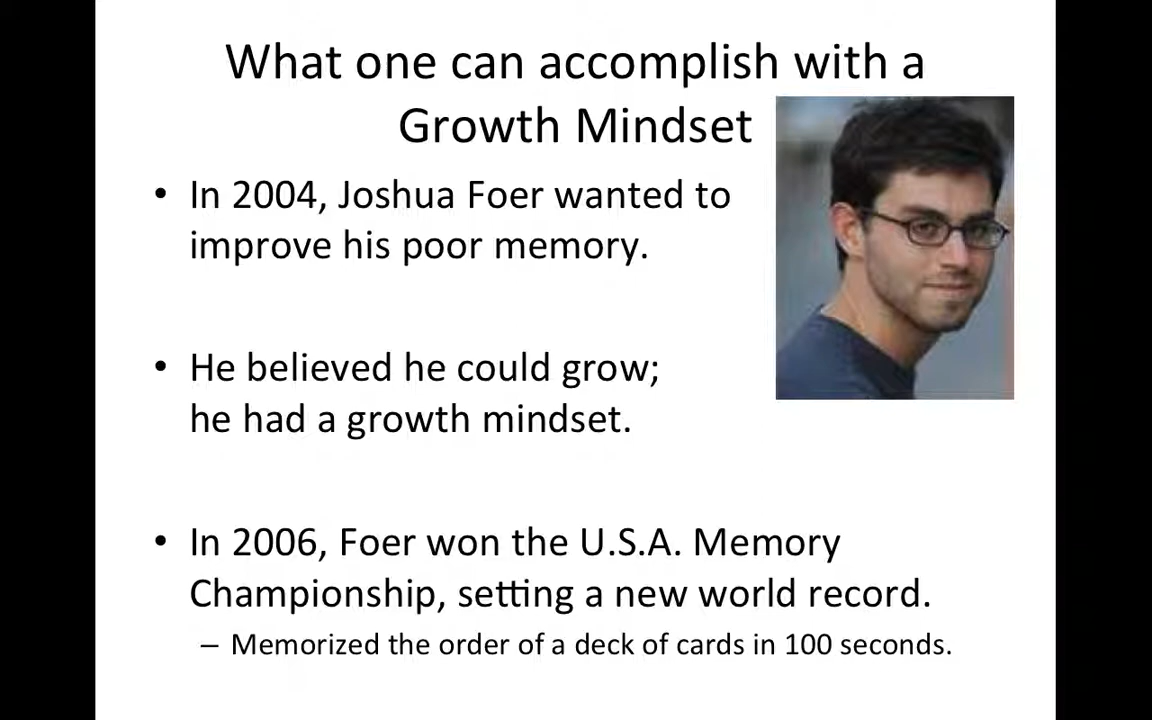 What one can accomplish with a
Growth Mindset
• In 2004, Joshua Foer wanted to
improve his poor memory.
• He believed he could grow;
he had a growth mindset.
• In 2006, Foer won the U.S.A. Memory
Championship, setting a new world record.
– Memorized the order of a deck of cards in 100 seconds.